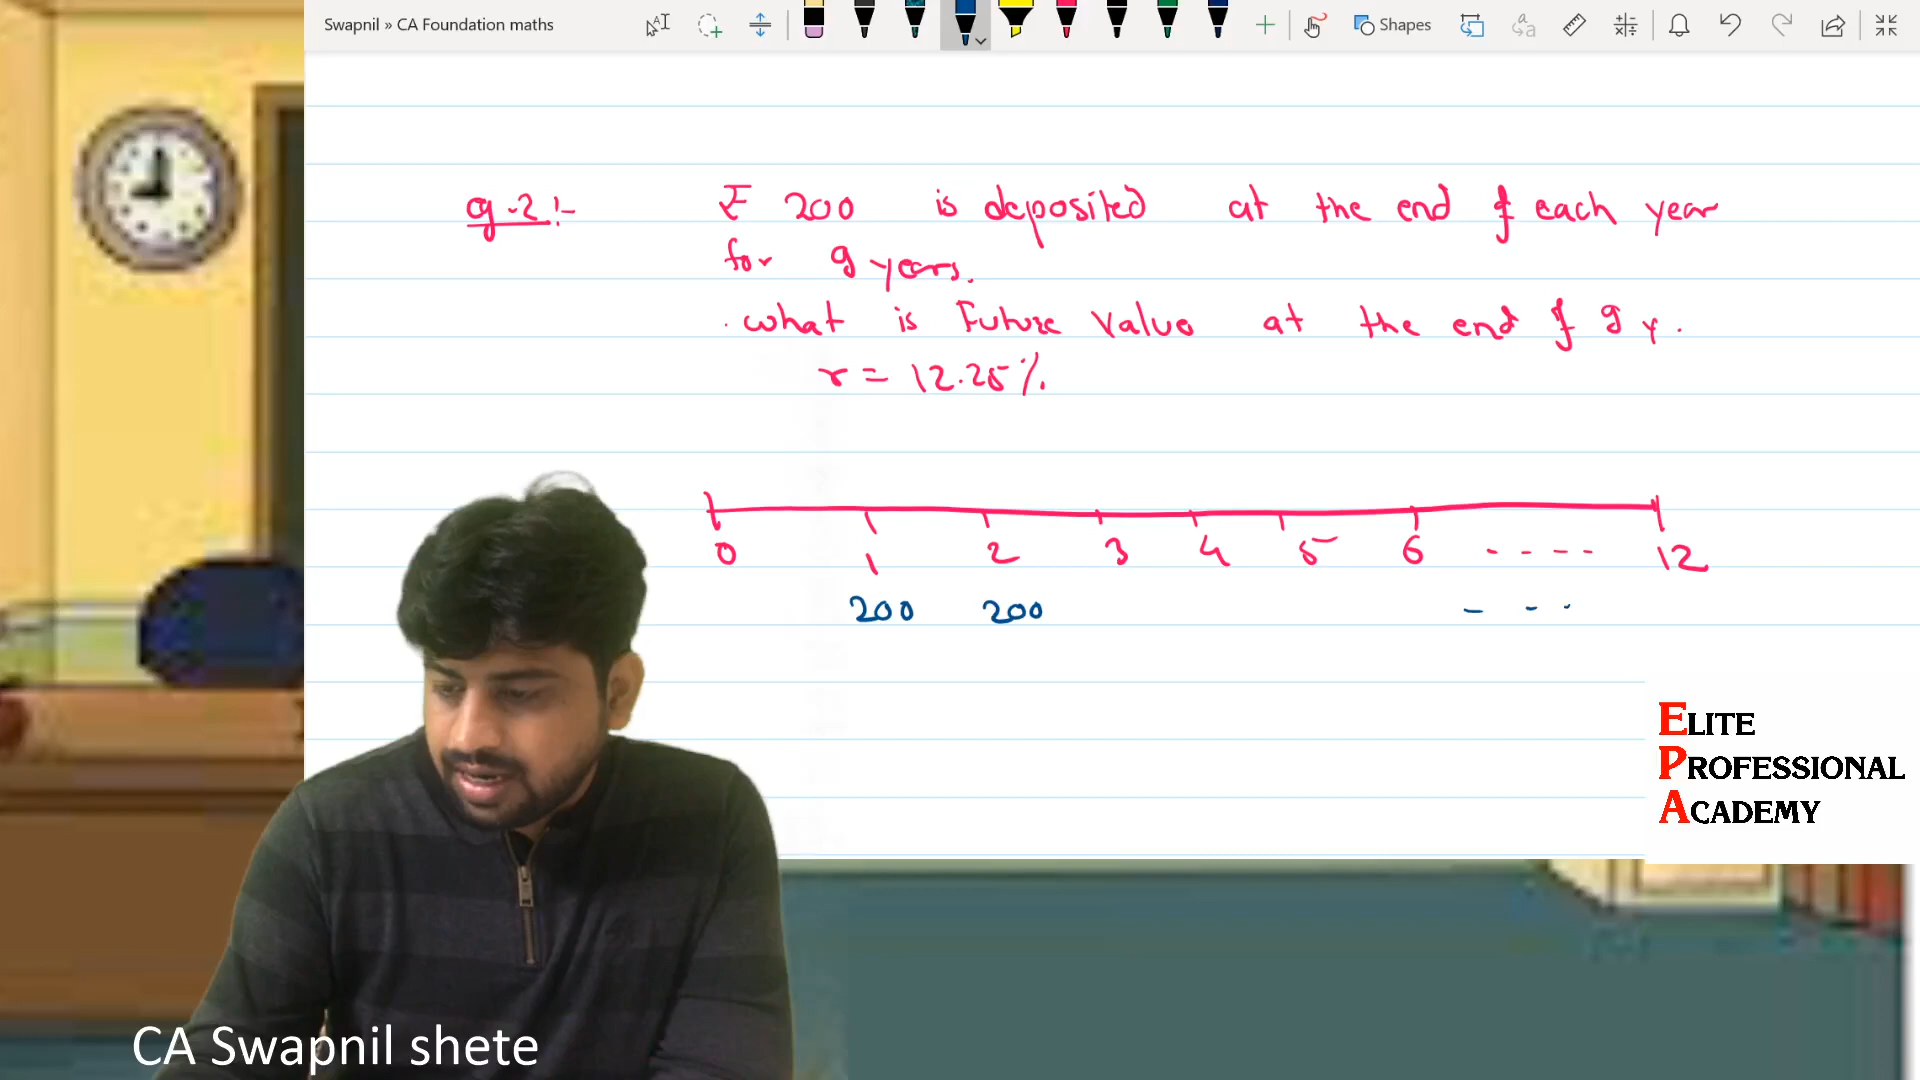 Swapnil » CA Foundation maths
Shapes
eg-2:-
₹ 200 is deposited at the end of each year
for 9 years.
. what is Future Value at the end of 9 y.
r = 12.25%
0 1 2 3 4 5 6 - - - - 12
200 200 - - -
ELITE
PROFESSIONAL
ACADEMY
CA Swapnil shete